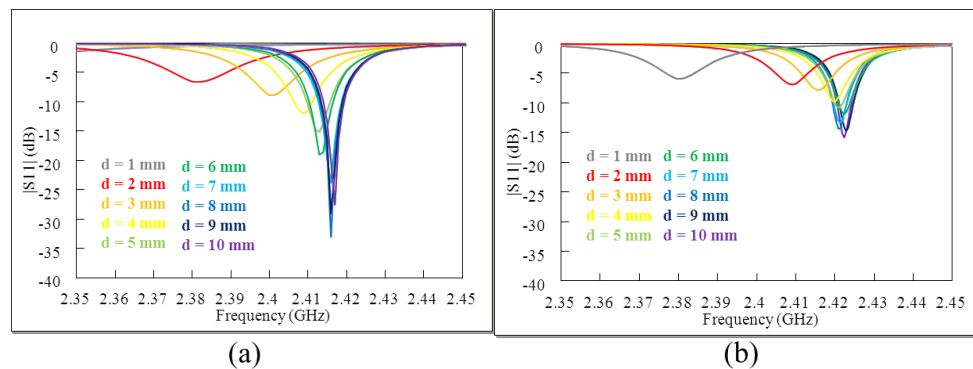 0
-5
-10
-15
-20
-25
-30
-35
-40
|S11| (dB)
d = 1 mm d = 6 mm
d = 2 mm d = 7 mm
d = 3 mm d = 8 mm
d = 4 mm d = 9 mm
d = 5 mm d = 10 mm
2.35 2.36 2.37 2.38 2.39 2.4 2.41 2.42 2.43 2.44 2.45
Frequency (GHz)
(a)
0
-5
-10
-15
-20
-25
-30
-35
-40
|S11| (dB)
d = 1 mm d = 6 mm
d = 2 mm d = 7 mm
d = 3 mm d = 8 mm
d = 4 mm d = 9 mm
d = 5 mm d = 10 mm
2.35 2.36 2.37 2.38 2.39 2.40 2.41 2.42 2.43 2.44 2.45
Frequency (GHz)
(b)